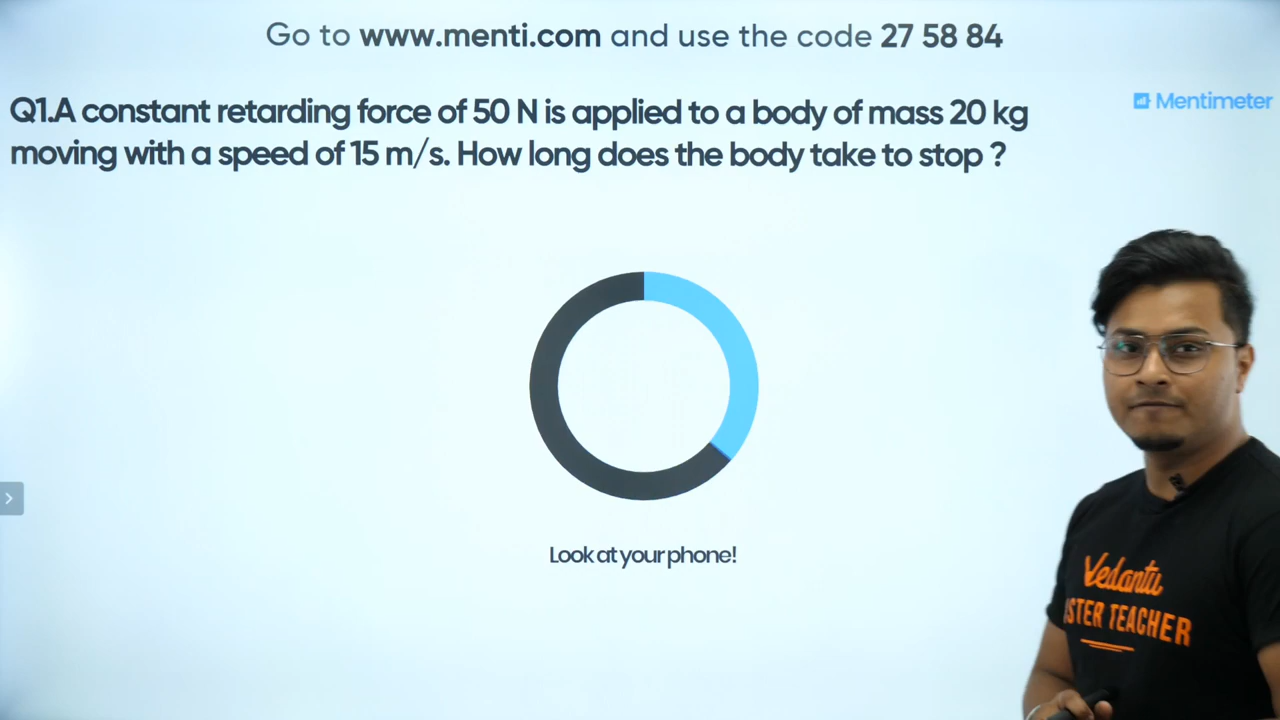 Go to www.menti.com and use the code 27 58 84
Mentimeter
Q1.A constant retarding force of 50 N is applied to a body of mass 20 kg
moving with a speed of 15 m/s. How long does the body take to stop ?
Look at your phone!
Vedantu
STER TEACHER